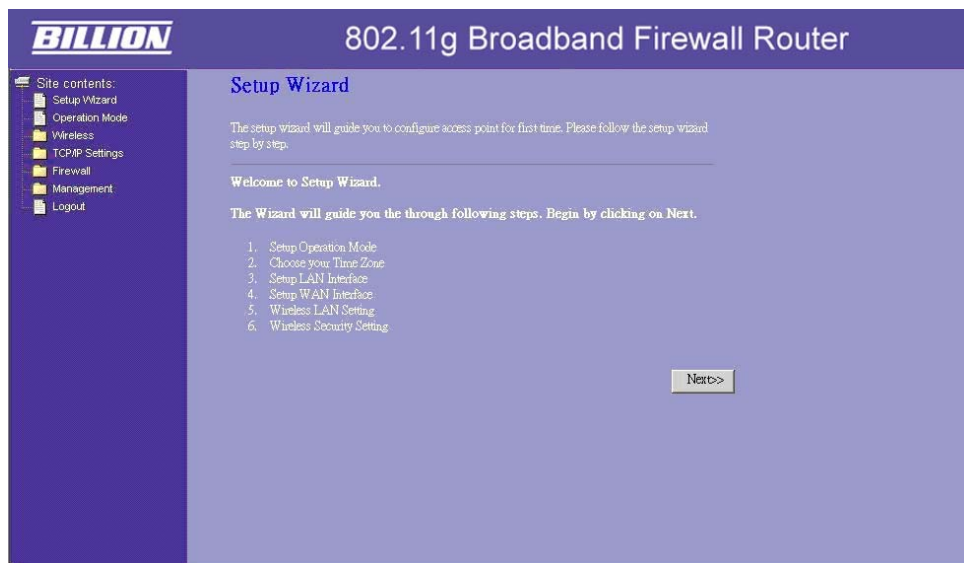 BILLION
802.11g Broadband Firewall Router
Site contents:
Setup Wizard
Operation Mode
Wireless
TCP/IP Settings
Firewall
Management
Logout
Setup Wizard
The setup wizard will guide you to configure access point for first time. Please follow the setup wizard
step by step.
Welcome to Setup Wizard.
The Wizard will guide you the through following steps. Begin by clicking on Next.
1. Setup Operation Mode
2. Choose your Time Zone
3. Setup LAN Interface
4. Setup WAN Interface
5. Wireless LAN Setting
6. Wireless Security Setting
Next>>